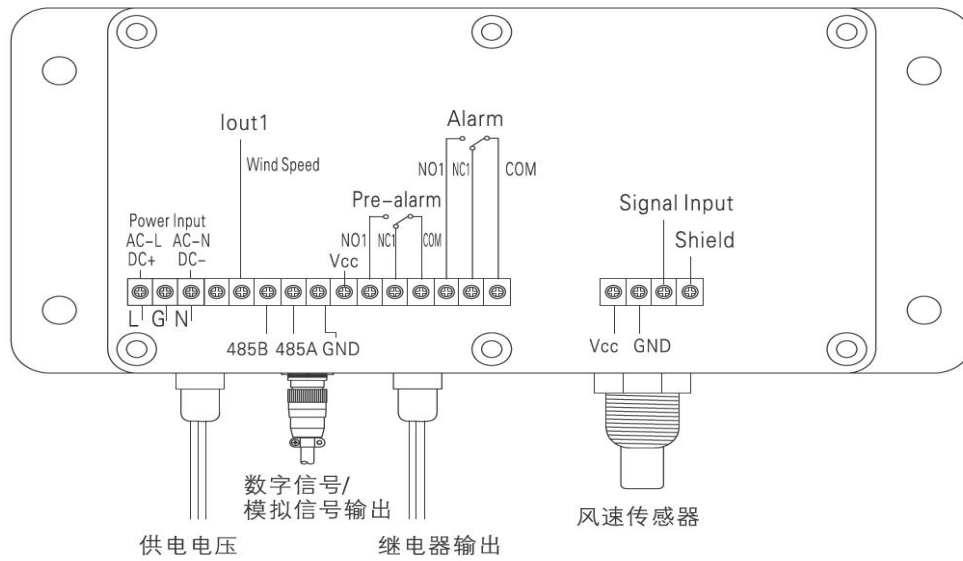 Alarm
Iout1
Wind Speed
NO1 NC1 COM
Pre-alarm
Signal Input
Power Input
AC-L AC-N
DC+ DC-
NO1 NC1 COM
Shield
Vcc
L G N
485B 485A GND
Vcc GND
数字信号/
模拟信号输出
风速传感器
供电电压
继电器输出